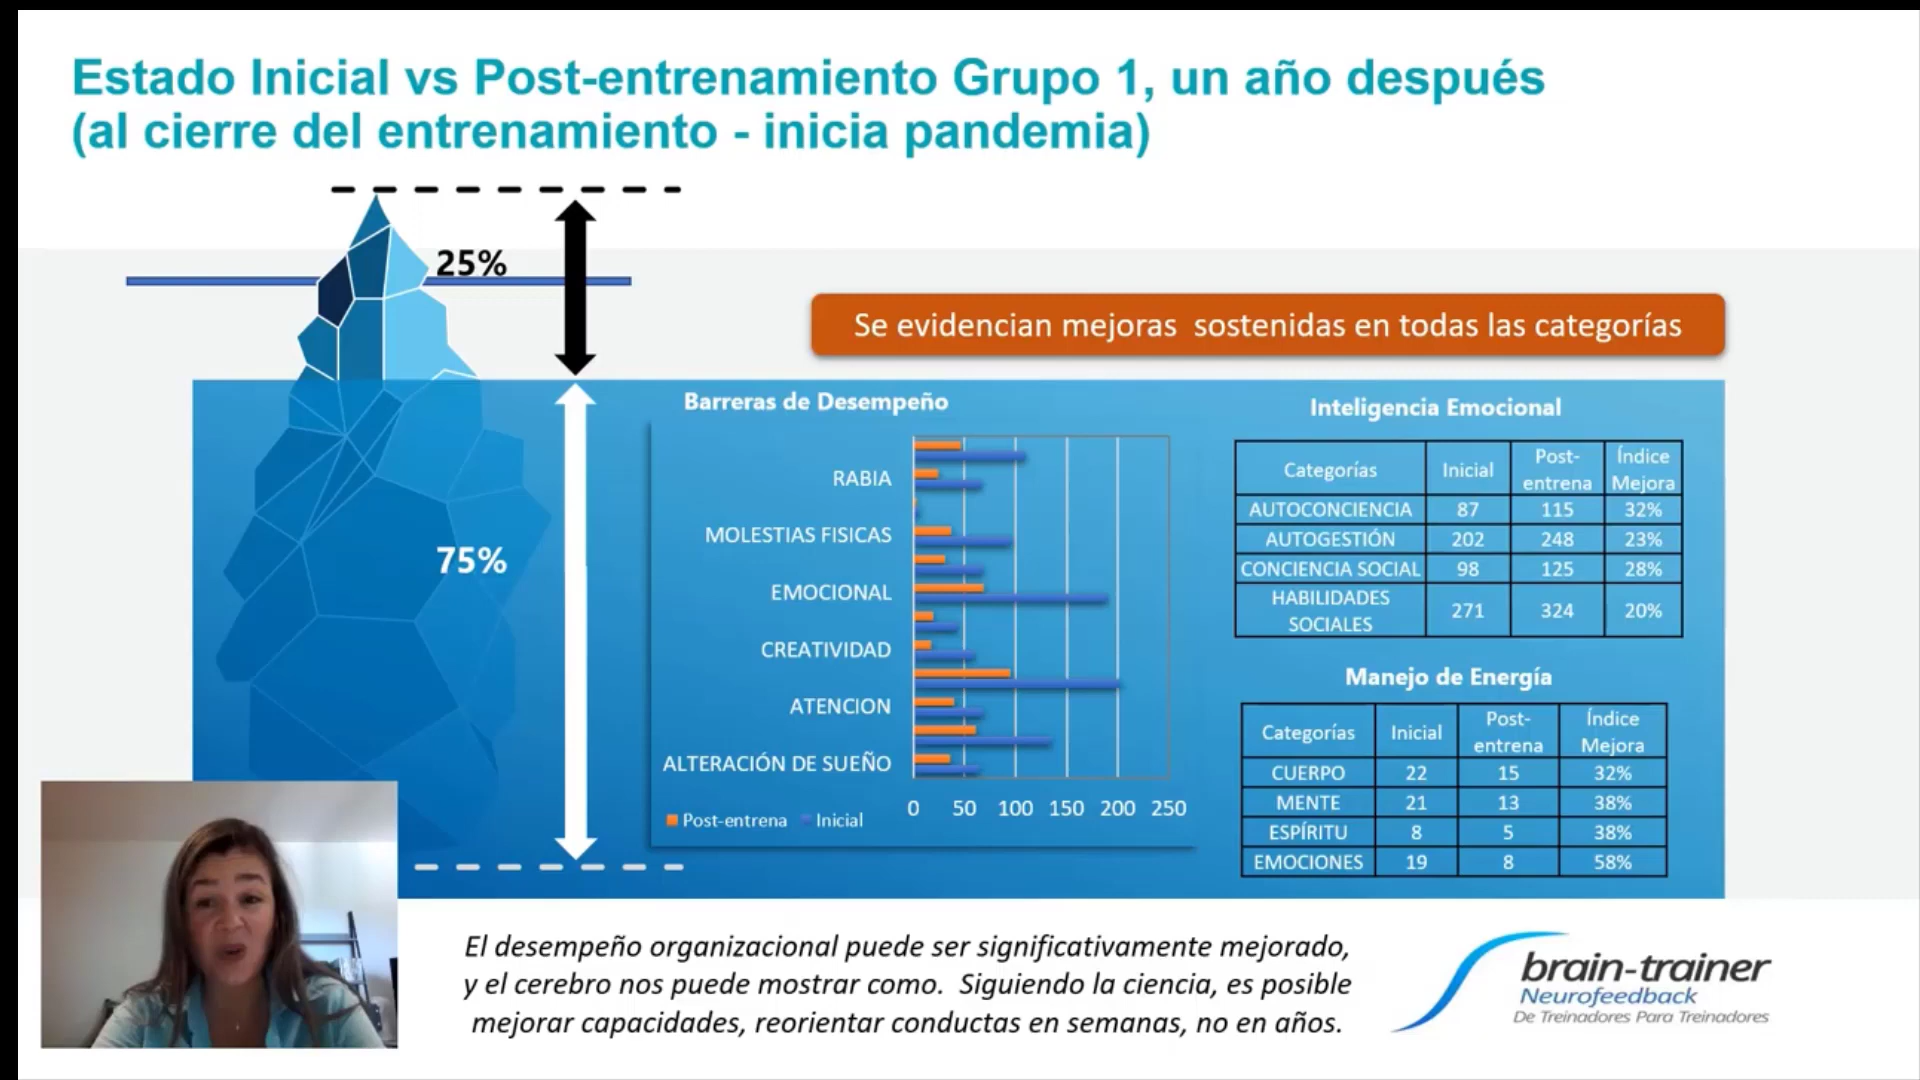 Estado Inicial vs Post-entrenamiento Grupo 1, un año después
(al cierre del entrenamiento - inicia pandemia)
25%
75%
Se evidencian mejoras sostenidas en todas las categorías
Barreras de Desempeño
RABIA
MOLESTIAS FISICAS
EMOCIONAL
CREATIVIDAD
ATENCION
ALTERACIÓN DE SUEÑO
0 50 100 150 200 250
Post-entrena Inicial
Inteligencia Emocional
Categorías Inicial Post-entrena Índice Mejora
AUTOCONCIENCIA 87 115 32%
AUTOGESTIÓN 202 248 23%
CONCIENCIA SOCIAL 98 125 28%
HABILIDADES SOCIALES 271 324 20%
Manejo de Energía
Categorías Inicial Post-entrena Índice Mejora
CUERPO 22 15 32%
MENTE 21 13 38%
ESPÍRITU 8 5 38%
EMOCIONES 19 8 58%
El desempeño organizacional puede ser significativamente mejorado,
y el cerebro nos puede mostrar como. Siguiendo la ciencia, es posible
mejorar capacidades, reorientar conductas en semanas, no en años.
brain-trainer
Neurofeedback
De Treinadores Para Treinadores